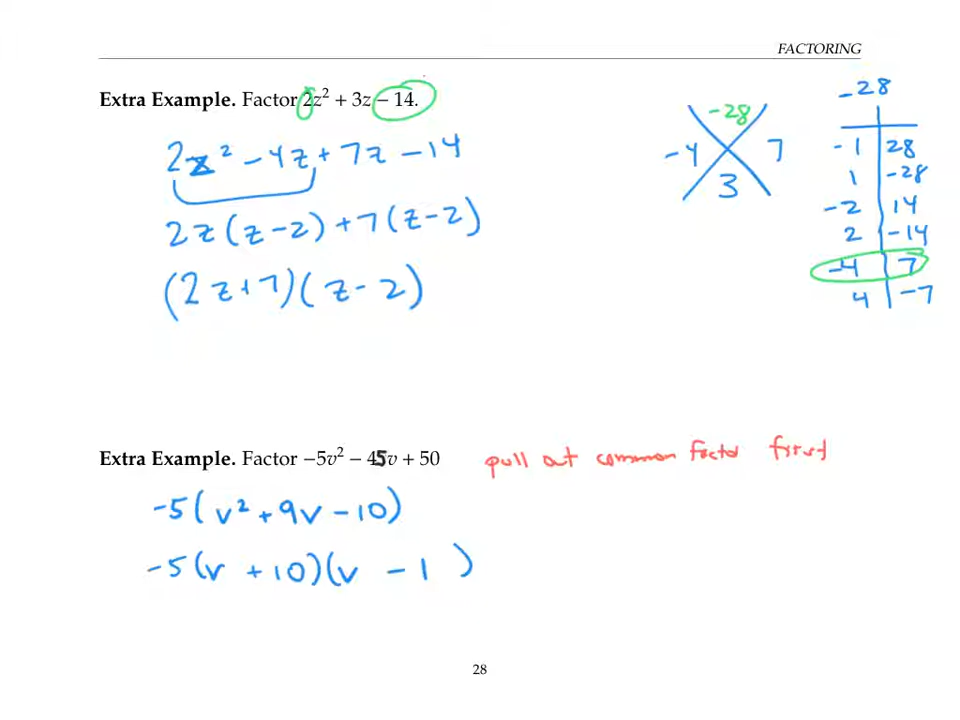 FACTORING
Extra Example. Factor 2z² + 3z − 14.
2z² − 4z + 7z − 14
2z(z − 2) + 7(z − 2)
(2z + 7)(z − 2)
-28
-4 7
3
-28
-1 28
1 -28
-2 14
2 -14
-4 7
4 -7
Extra Example. Factor −5v² − 45v + 50
pull out common factor first
-5(v² + 9v − 10)
-5(v + 10)(v − 1)
28